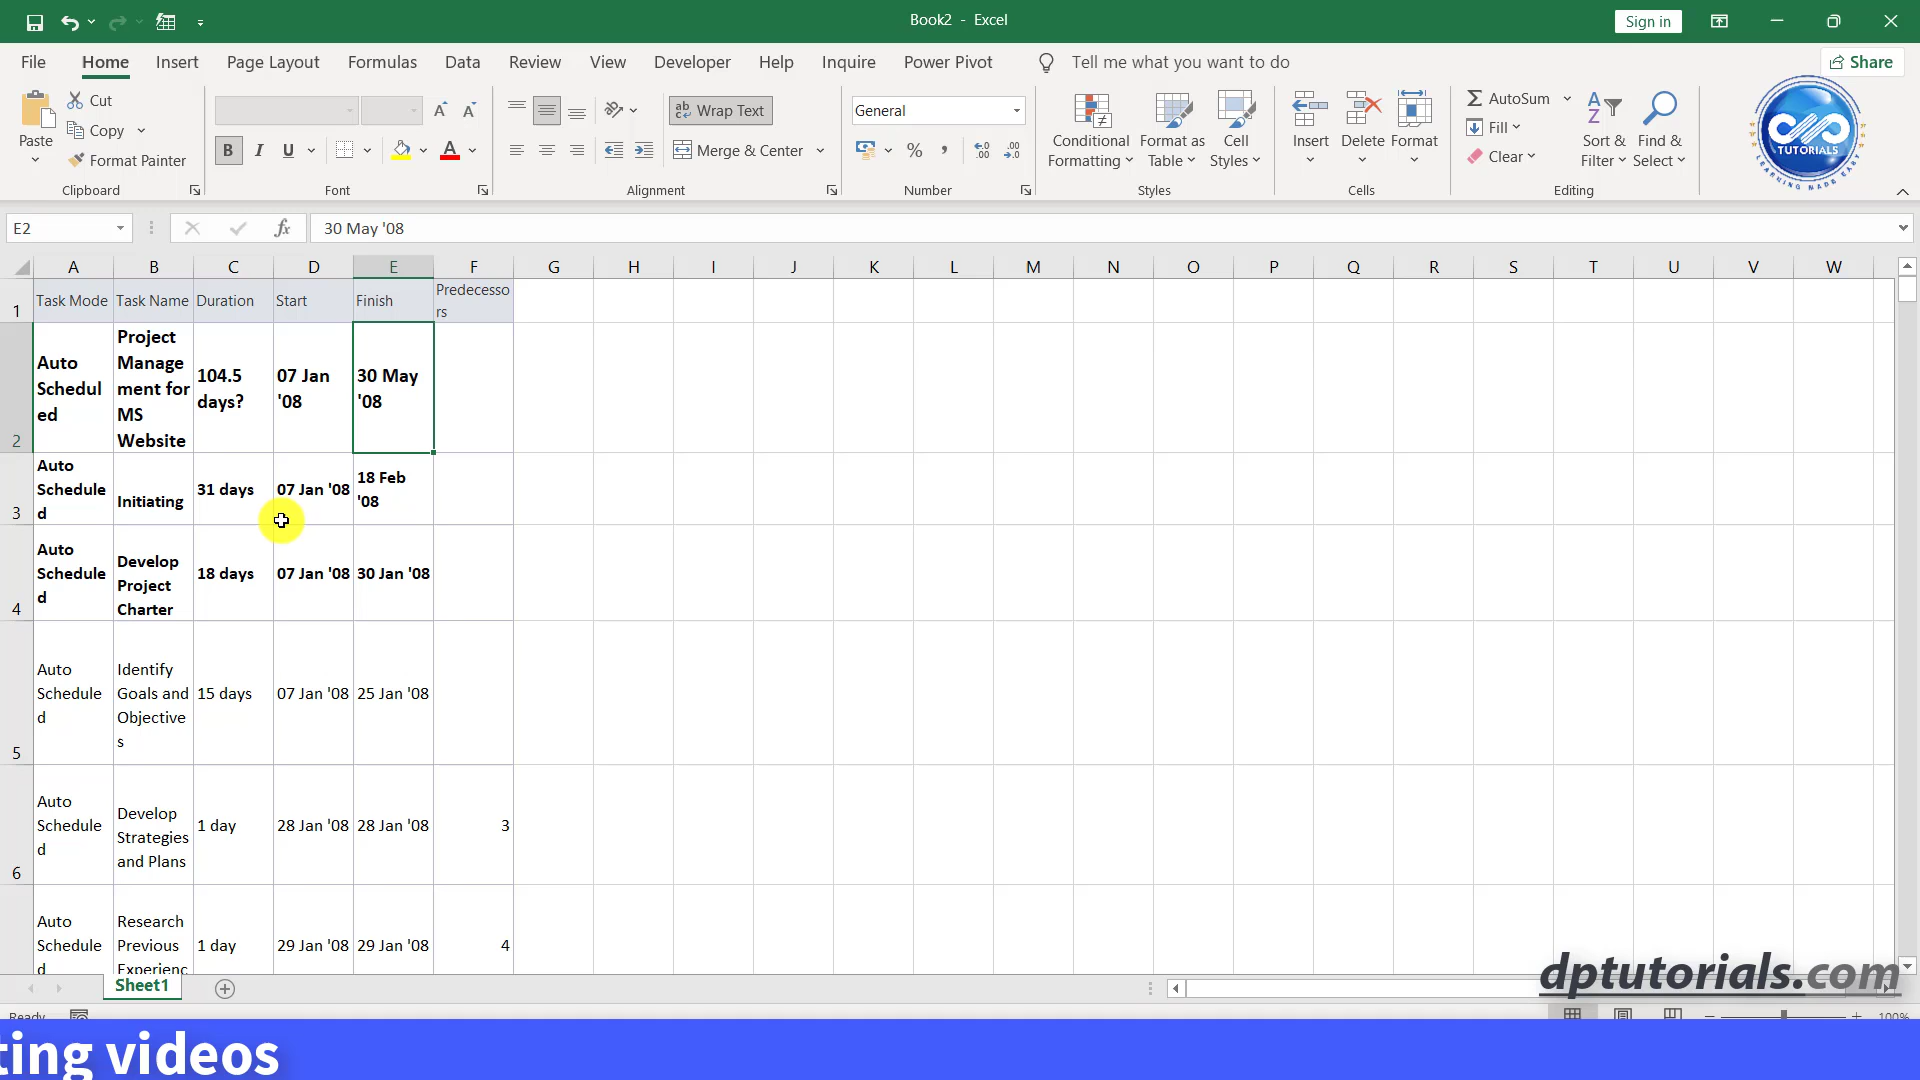 Book2 - Excel
Sign in
File Home Insert Page Layout Formulas Data Review View Developer Help Inquire Power Pivot Tell me what you want to do Share
Paste
Cut
Copy
Format Painter
Clipboard
B I U A
Font
ab Wrap Text
Merge & Center
Alignment
General
% ,
Number
Conditional Formatting
Format as Table
Cell Styles
Styles
Insert Delete Format
Cells
AutoSum
Fill
Clear
Sort & Filter
Find & Select
Editing
TUTORIALS
LEARNING MADE EASY
E2 fx 30 May '08
A B C D E F G H I J K L M N O P Q R S T U V W
1 Task Mode Task Name Duration Start Finish Predecessors
2 Auto Scheduled Project Management for MS Website 104.5 days? 07 Jan '08 30 May '08
3 Auto Scheduled Initiating 31 days 07 Jan '08 18 Feb '08
4 Auto Scheduled Develop Project Charter 18 days 07 Jan '08 30 Jan '08
5 Auto Scheduled Identify Goals and Objectives 15 days 07 Jan '08 25 Jan '08
6 Auto Scheduled Develop Strategies and Plans 1 day 28 Jan '08 28 Jan '08 3
Auto Scheduled Research Previous Experienc 1 day 29 Jan '08 29 Jan '08 4
dptutorials.com
Sheet1
Ready
100%
ting videos